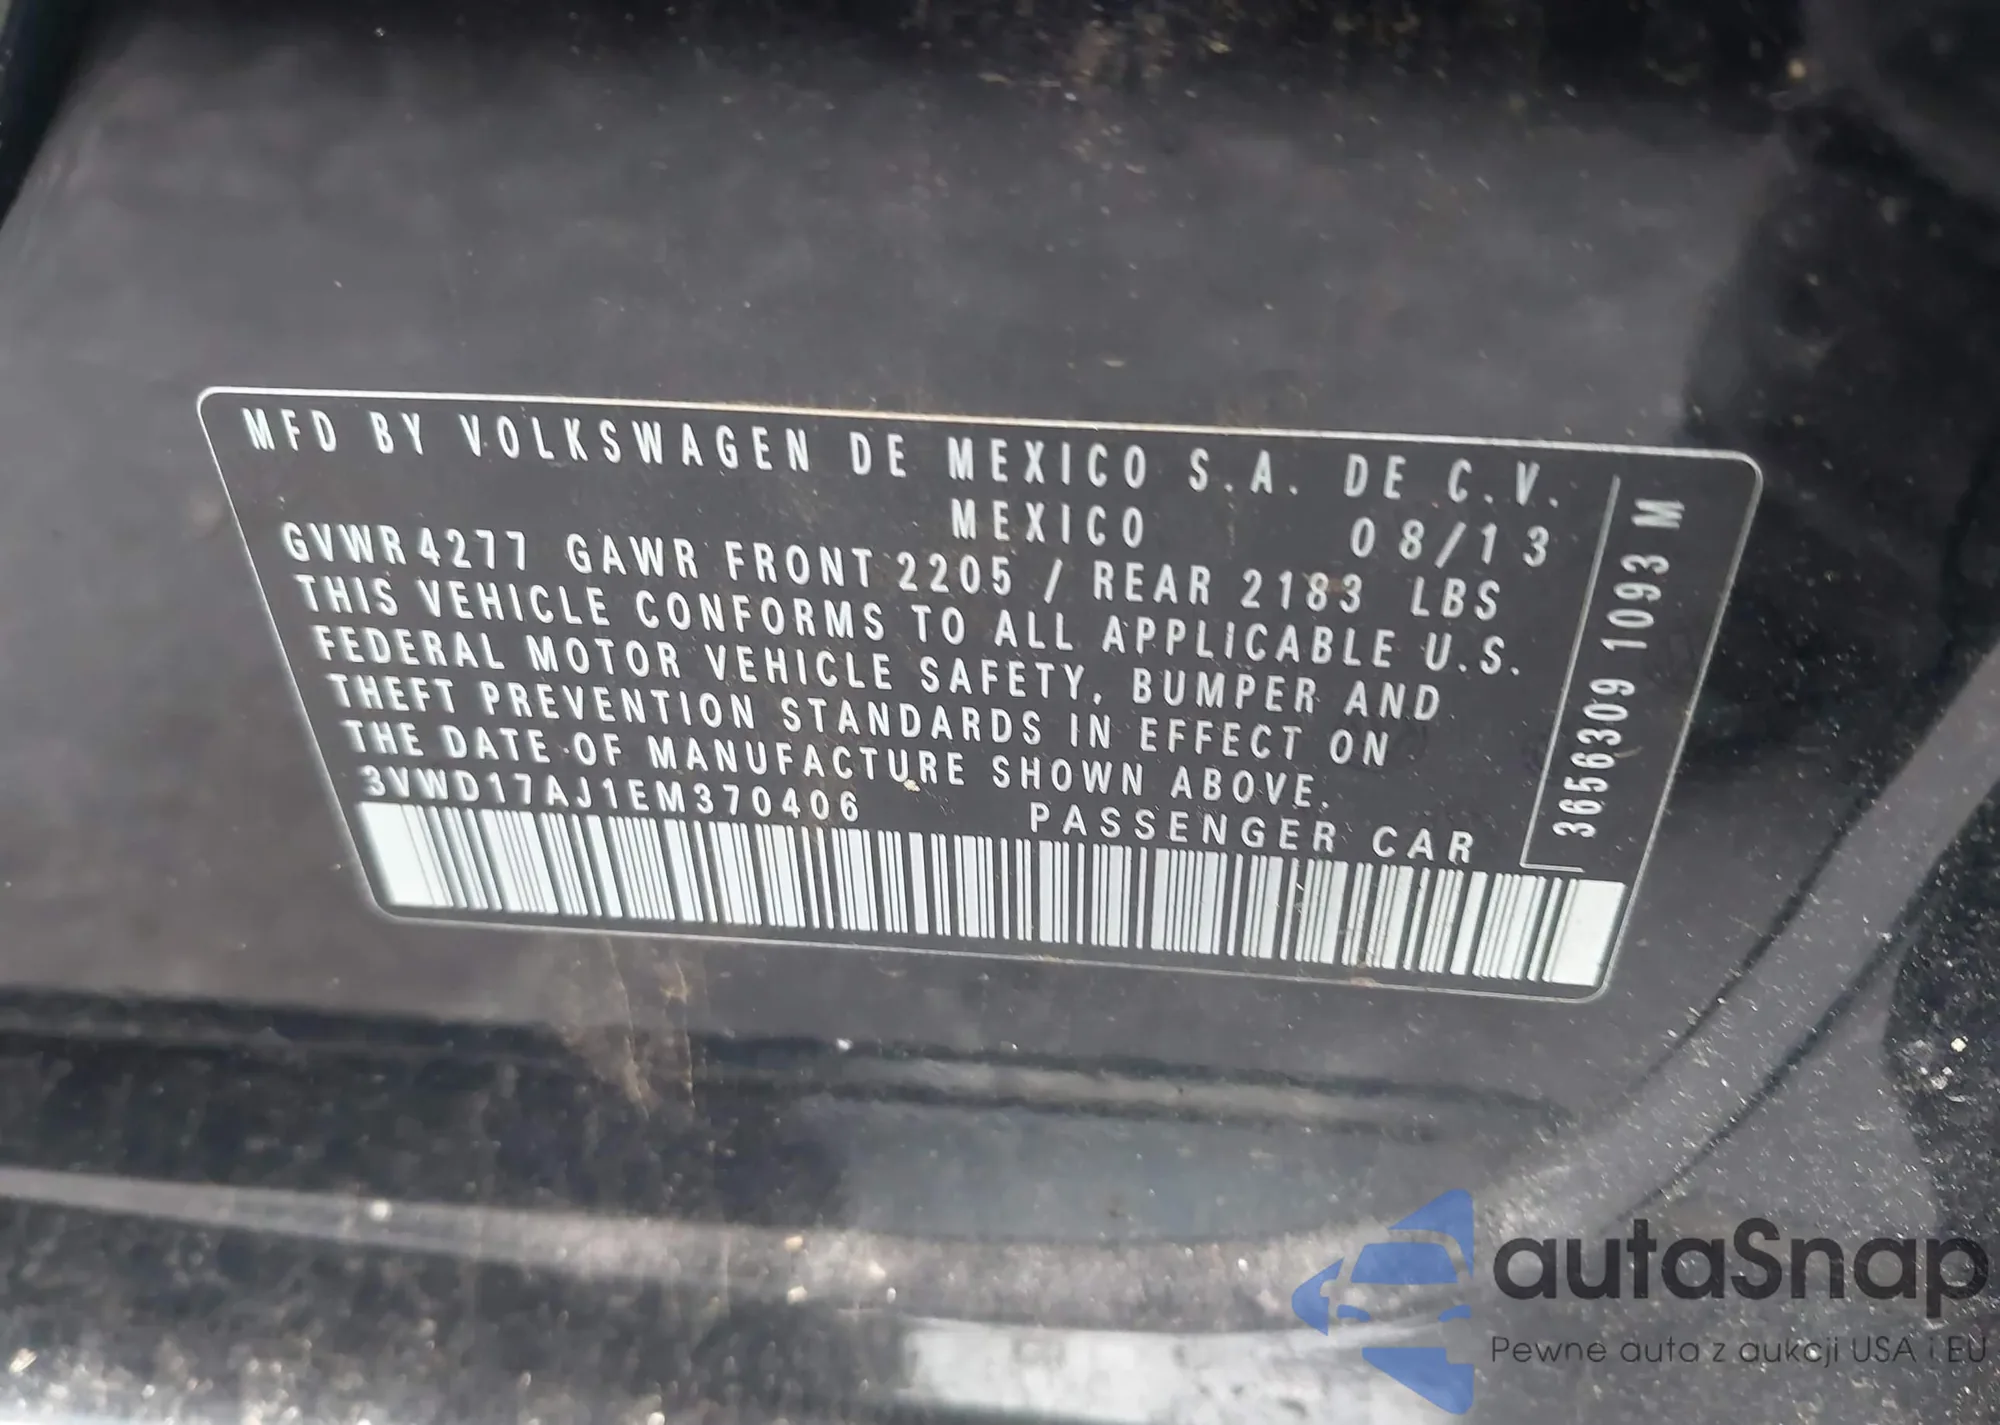 MFD BY VOLKSWAGEN DE MEXICO S.A. DE C.V.
MEXICO 08/13
GVWR 4277 GAWR FRONT 2205 / REAR 2183 LBS
THIS VEHICLE CONFORMS TO ALL APPLICABLE U.S.
FEDERAL MOTOR VEHICLE SAFETY, BUMPER AND
THEFT PREVENTION STANDARDS IN EFFECT ON
THE DATE OF MANUFACTURE SHOWN ABOVE.
3VWD17AJ1EM370406 PASSENGER CAR
3656309 1093 M
autaSnap
Pewne auta z aukcji USA i EU